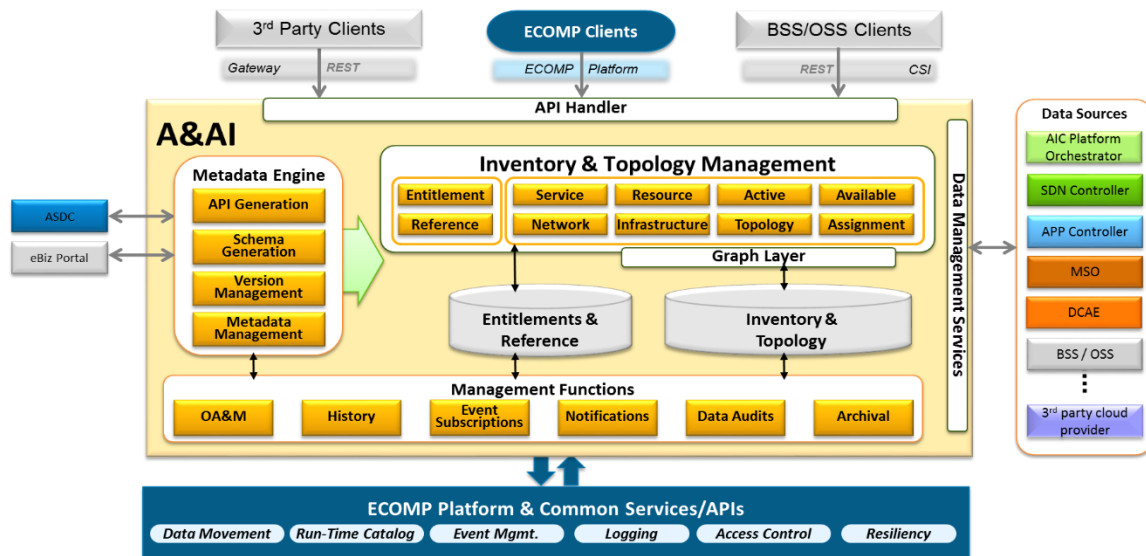 3rd Party Clients
ECOMP Clients
BSS/OSS Clients
Gateway REST
ECOMP Platform
REST CSI
API Handler
A&AI
Metadata Engine
API Generation
Schema
Generation
Version
Management
Metadata
Management
ASDC
eBiz Portal
Inventory & Topology Management
Entitlement
Service
Resource
Active
Available
Reference
Network
Infrastructure
Topology
Assignment
Graph Layer
Entitlements &
Reference
Inventory &
Topology
Management Functions
OA&M
History
Event
Subscriptions
Notifications
Data Audits
Archival
Data Management Services
Data Sources
AIC Platform
Orchestrator
SDN Controller
APP Controller
MSO
DCAE
BSS / OSS
3rd party cloud
provider
ECOMP Platform & Common Services/APIs
Data Movement
Run-Time Catalog
Event Mgmt.
Logging
Access Control
Resiliency